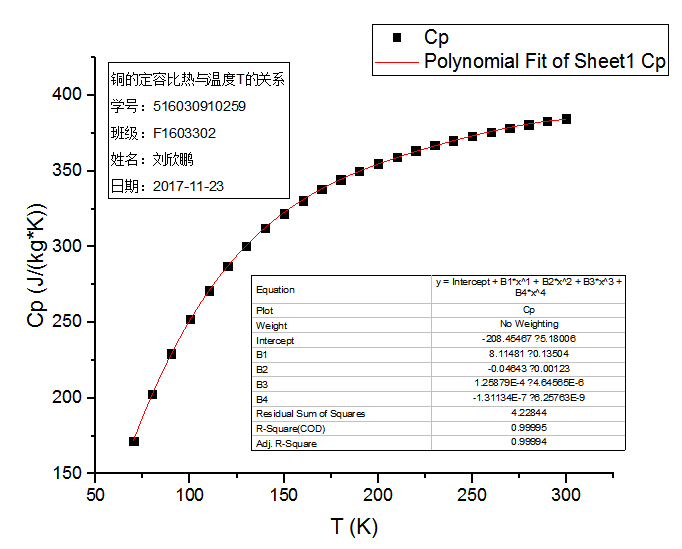 Cp
Polynomial Fit of Sheet1 Cp
铜的定容比热与温度T的关系
学号：516030910259
班级：F1603302
姓名：刘欣鹏
日期：2017-11-23
400
350
300
250
200
150
Cp (J/(kg*K))
Equation y = Intercept + B1*x^1 + B2*x^2 + B3*x^3 +
B4*x^4
Plot Cp
Weight No Weighting
Intercept -208.45467 ?5.18006
B1 8.11481 ?0.13504
B2 -0.04643 ?0.00123
B3 1.25879E-4 ?4.64565E-6
B4 -1.31134E-7 ?6.25763E-9
Residual Sum of Squares 4.22844
R-Square(COD) 0.99995
Adj. R-Square 0.99994
50 100 150 200 250 300
T (K)